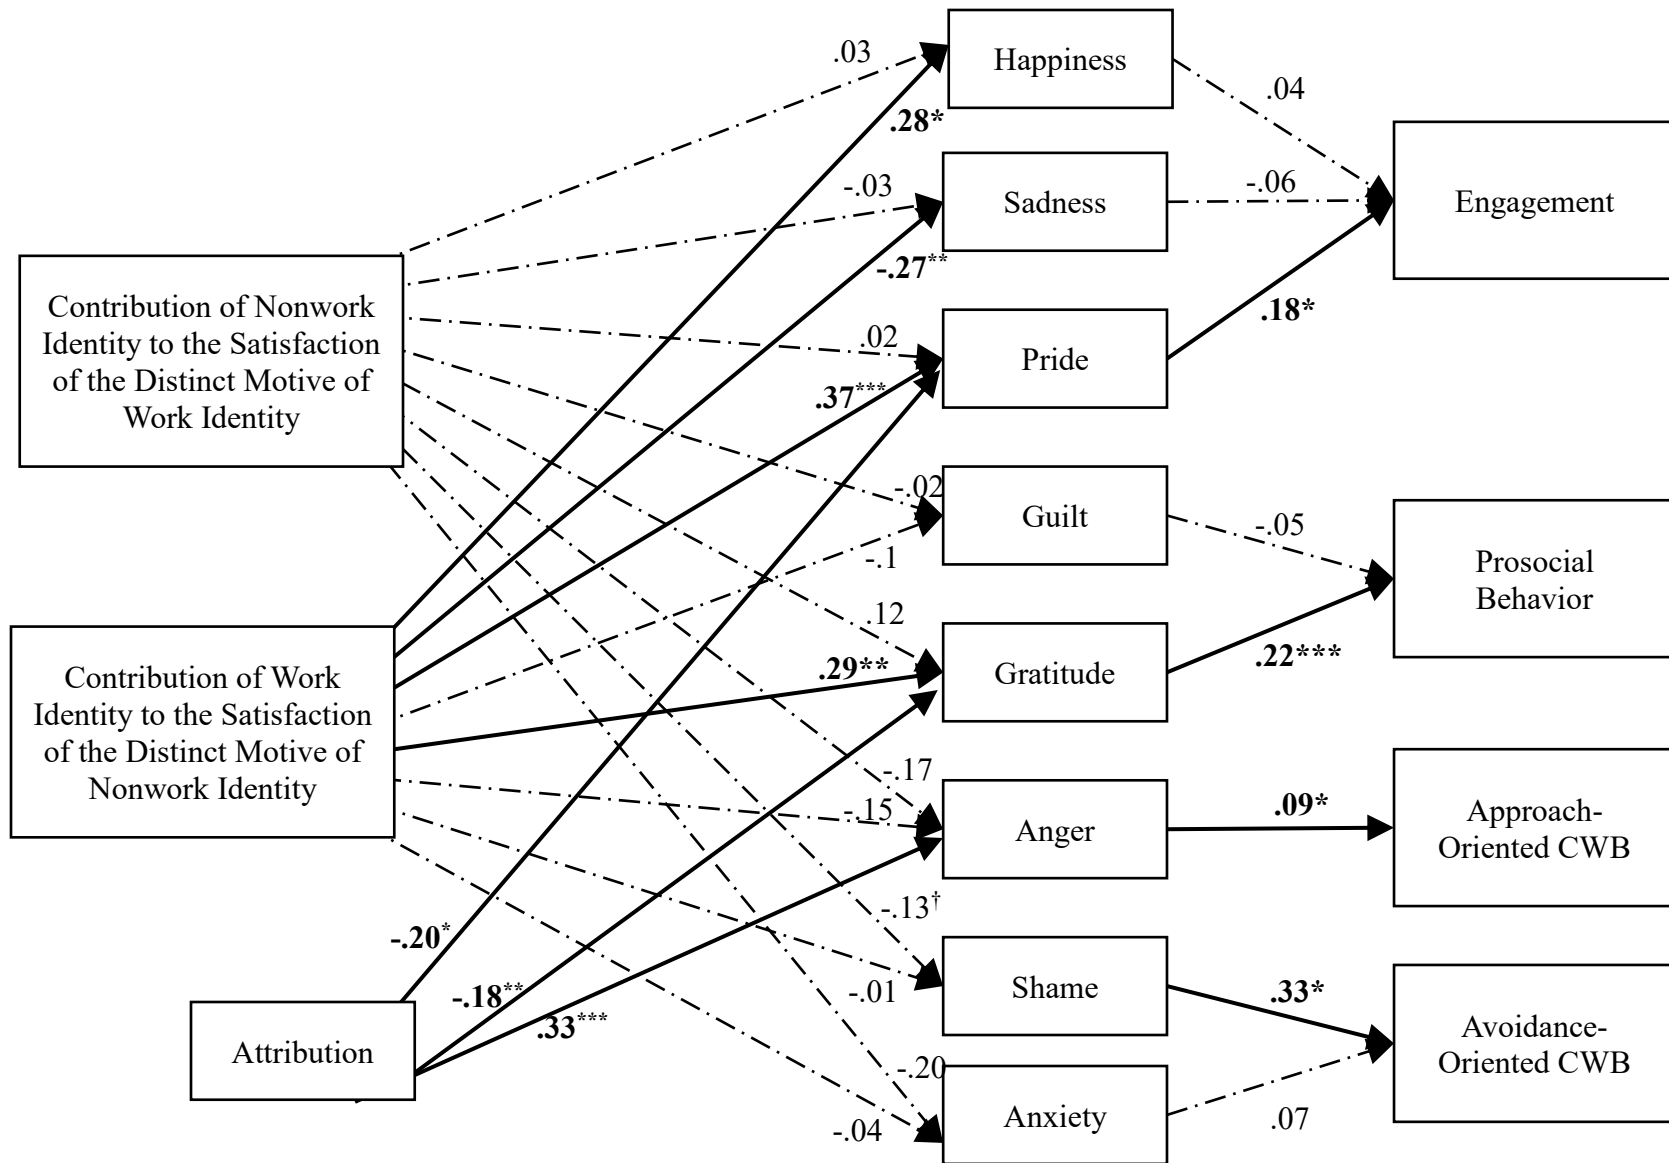 Happiness
.03
.04
.28*
Engagement
Sadness
-.03
-.06
-.27**
Contribution of Nonwork
Identity to the Satisfaction
of the Distinct Motive of
Work Identity
.02
Pride
.18*
.37***
-.02
Guilt
-.05
-.1
Prosocial
Behavior
.12
.29**
Gratitude
.22***
Contribution of Work
Identity to the Satisfaction
of the Distinct Motive of
Nonwork Identity
-.17
-.15
Anger
.09*
Approach-
Oriented CWB
-.13†
-.20*
-.18**
.33***
-.01
Shame
.33*
Attribution
Avoidance-
Oriented CWB
-.20
-.04
Anxiety
.07